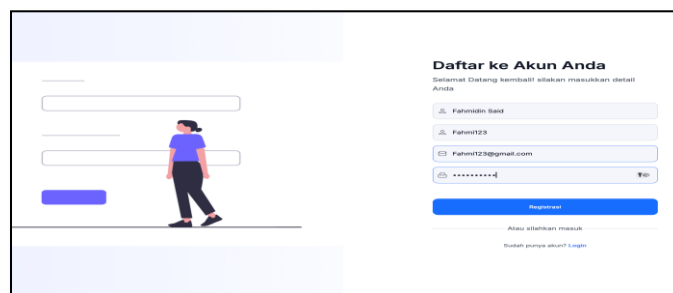 Daftar ke Akun Anda
Selamat Datang kembali! silakan masukkan detail
Anda
Fahmidin Said
Fahmi123
Fahmi123@gmail.com
••••••••••
Registrasi
Atau silahkan masuk
Sudah punya akun? Login